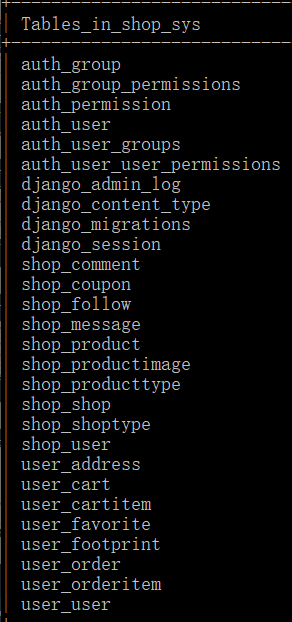 Tables_in_shop_sys
auth_group
auth_group_permissions
auth_permission
auth_user
auth_user_groups
auth_user_user_permissions
django_admin_log
django_content_type
django_migrations
django_session
shop_comment
shop_coupon
shop_follow
shop_message
shop_product
shop_productimage
shop_producttype
shop_shop
shop_shoptype
shop_user
user_address
user_cart
user_cartitem
user_favorite
user_footprint
user_order
user_orderitem
user_user